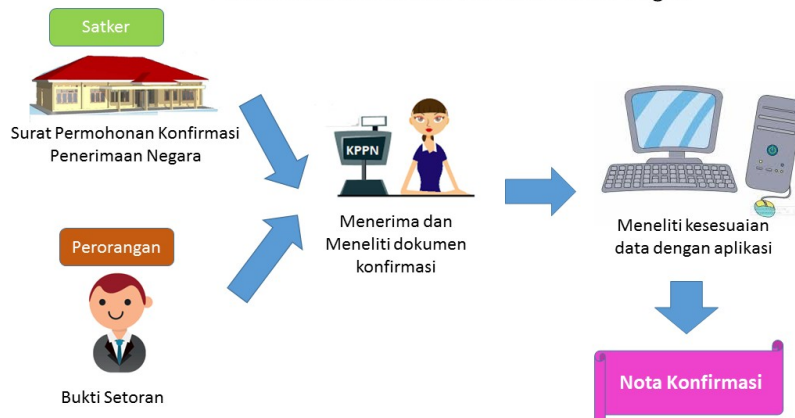 Satker
Surat Permohonan Konfirmasi
Penerimaan Negara
Perorangan
Bukti Setoran
KPPN
Menerima dan
Meneliti dokumen
konfirmasi
Meneliti kesesuaian
data dengan aplikasi
Nota Konfirmasi